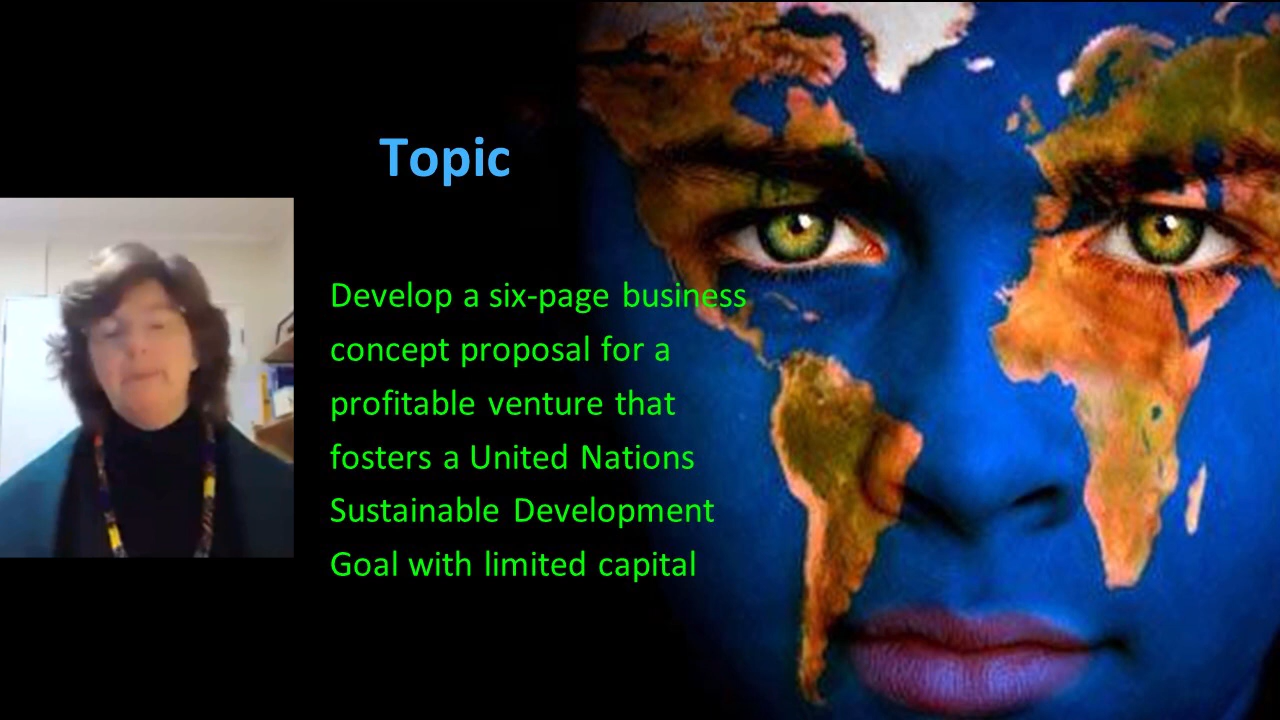 Topic
Develop a six-page business
concept proposal for a
profitable venture that
fosters a United Nations
Sustainable Development
Goal with limited capital